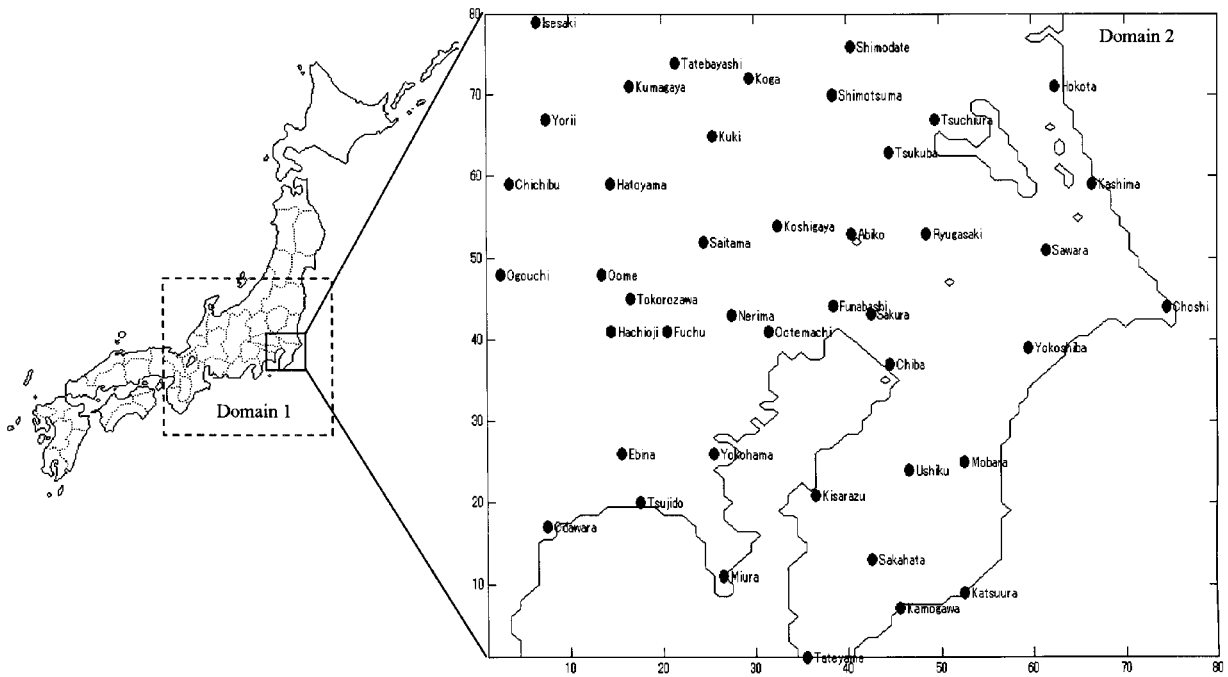 80
Isesaki
Shimodate
Domain 2
Tatebayashi
Koga
Kumagaya
Hokota
70
Shimotsuma
Yorii
Tsuchiura
Kuki
Tsukuba
60
Chichibu
Hatoyama
Kashima
Koshigaya
Abiko
Ryugasaki
Saitama
Sawara
50
Ogouchi
Oome
Tokorozawa
Funabashi
Choshi
Nerima
Sakura
Hachioji
Fuchu
Ootemachi
40
Yokoshiba
Chiba
Domain 1
30
Ebina
Yokohama
Ushiku
Mobara
Kisarazu
20
Tsujido
Odawara
Sakahata
Miura
10
Katsuura
Kamogawa
Tateyama
10 20 30 40 50 60 70 80